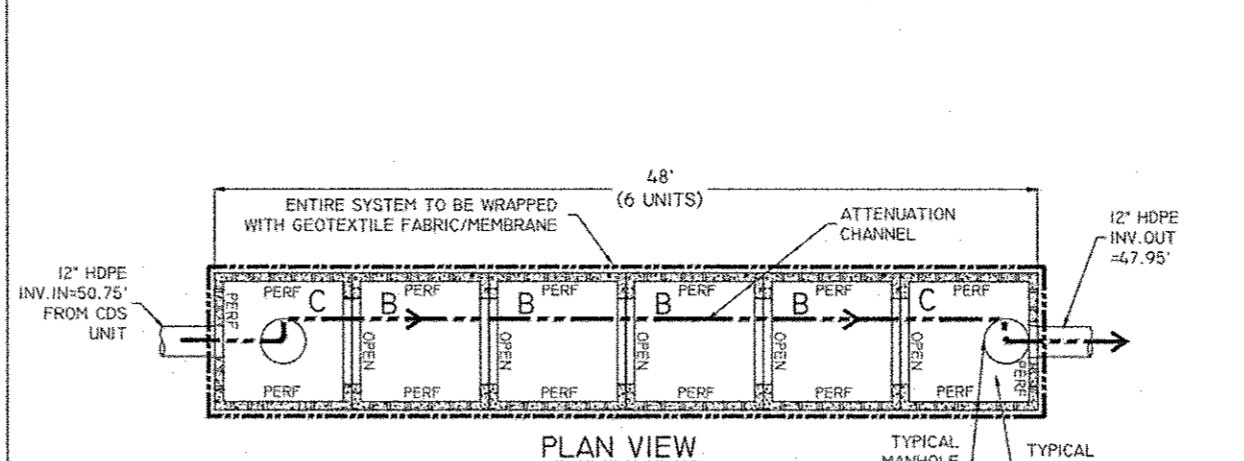 48'
(6 UNITS)
ENTIRE SYSTEM TO BE WRAPPED
WITH GEOTEXTILE FABRIC/MEMBRANE
ATTENUATION
CHANNEL
12" HDPE
INV.OUT
=47.95'
12" HDPE
INV.IN=50.75'
FROM CDS
UNIT
PERF PERF PERF PERF PERF PERF
C B B B B C
PERF OPEN OPEN OPEN OPEN OPEN PERF
PERF PERF PERF PERF PERF PERF
PLAN VIEW
TYPICAL
MANHOLE
TYPICAL